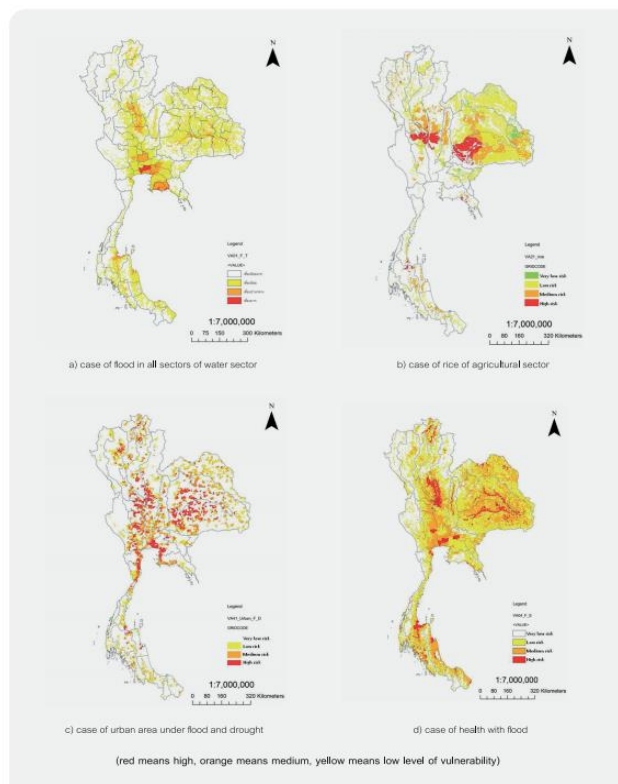 N
Legend
VK01_F_T
<VALUE>
1:7,000,000
0 75 150 300 Kilometers
a) case of flood in all sectors of water sector
N
Legend
GRIDCODE
Very low risk
Low risk
Medium risk
High risk
1:7,000,000
0 80 160 320 Kilometers
b) case of rice of agricultural sector
N
Legend
GRIDCODE
Very low risk
Low risk
Medium risk
High risk
1:7,000,000
0 80 160 320 Kilometers
c) case of urban area under flood and drought
N
Legend
<VALUE>
Very low risk
Low risk
Medium risk
High risk
1:7,000,000
0 80 160 320 Kilometers
d) case of health with flood
(red means high, orange means medium, yellow means low level of vulnerability)